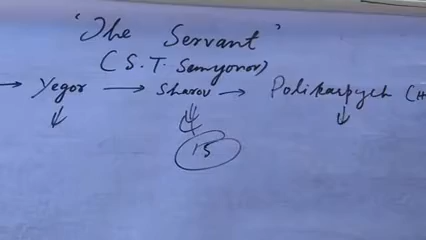 'The Servant'
(S.T. Semyonov)
→ Yegor → Sharov → Polikarpych (H
15